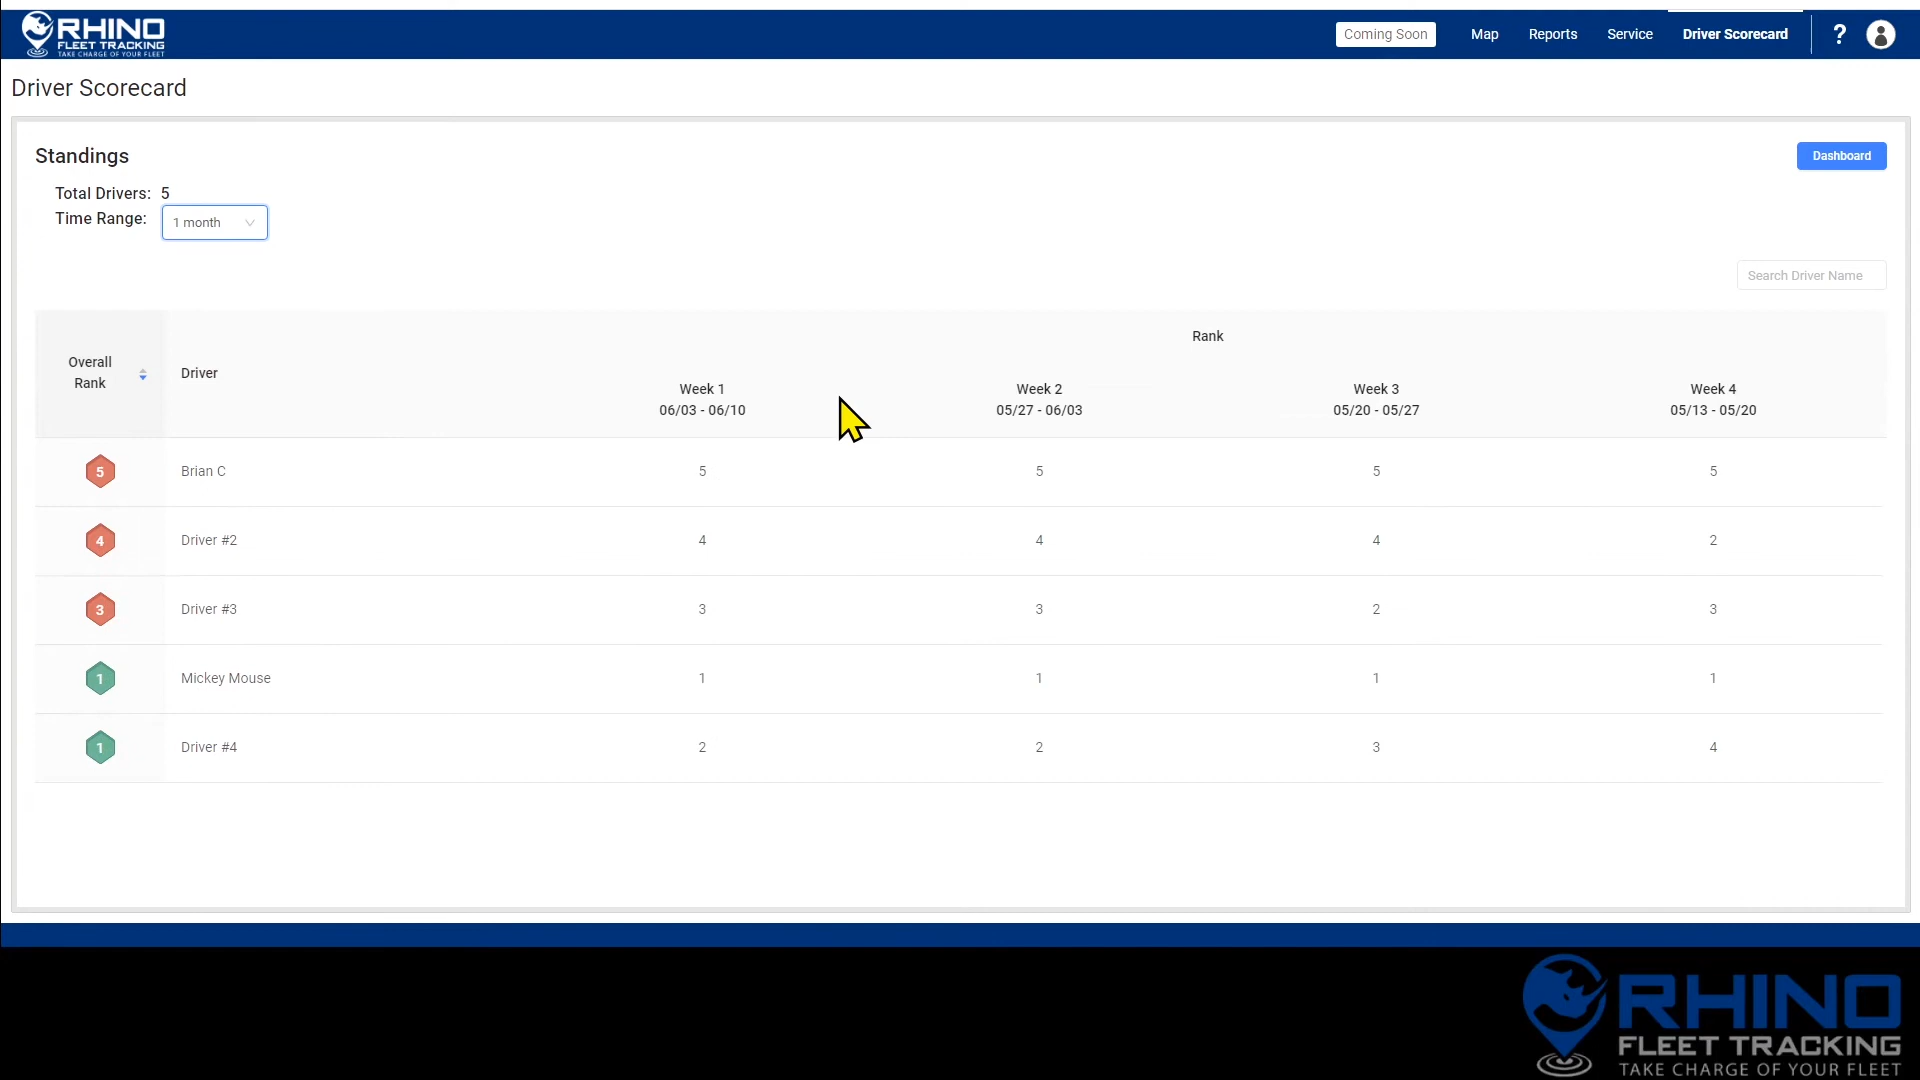 RHINO
FLEET TRACKING
TAKE CHARGE OF YOUR FLEET
Coming Soon
Map
Reports
Service
Driver Scorecard
?
Driver Scorecard
Standings
Dashboard
Total Drivers: 5
Time Range: 1 month
Search Driver Name
Rank
Overall
Rank
Driver
Week 1
06/03 - 06/10
Week 2
05/27 - 06/03
Week 3
05/20 - 05/27
Week 4
05/13 - 05/20
5 Brian C 5 5 5 5
4 Driver #2 4 4 4 2
3 Driver #3 3 3 2 3
1 Mickey Mouse 1 1 1 1
1 Driver #4 2 2 3 4
RHINO
FLEET TRACKING
TAKE CHARGE OF YOUR FLEET